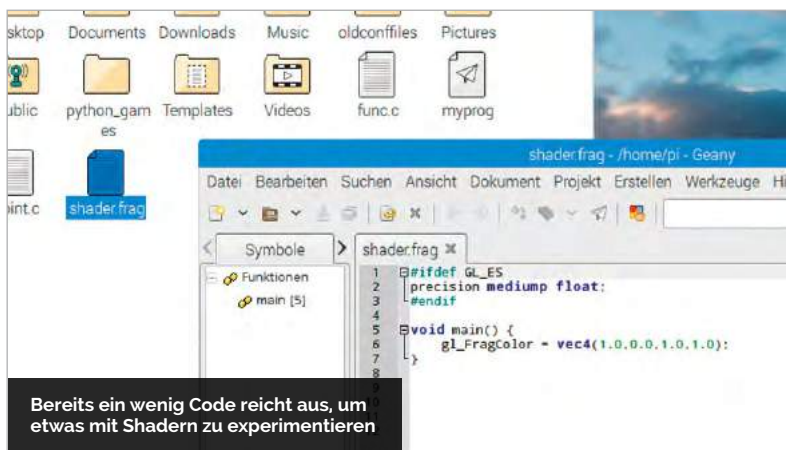 Documents Downloads Music oldconffiles Pictures
python_gam
es Templates Videos func.c myprog
shader.frag
shader.frag - /home/pi - Geany
Datei Bearbeiten Suchen Ansicht Dokument Projekt Erstellen Werkzeuge
Symbole
shader.frag
Funktionen
main [5]
1 #ifdef GL_ES
2 precision mediump float;
3 #endif
4
5 void main() {
6 gl_FragColor = vec4(1.0,0.0,1.0,1.0);
7 }
8
Bereits ein wenig Code reicht aus, um
etwas mit Shadern zu experimentieren